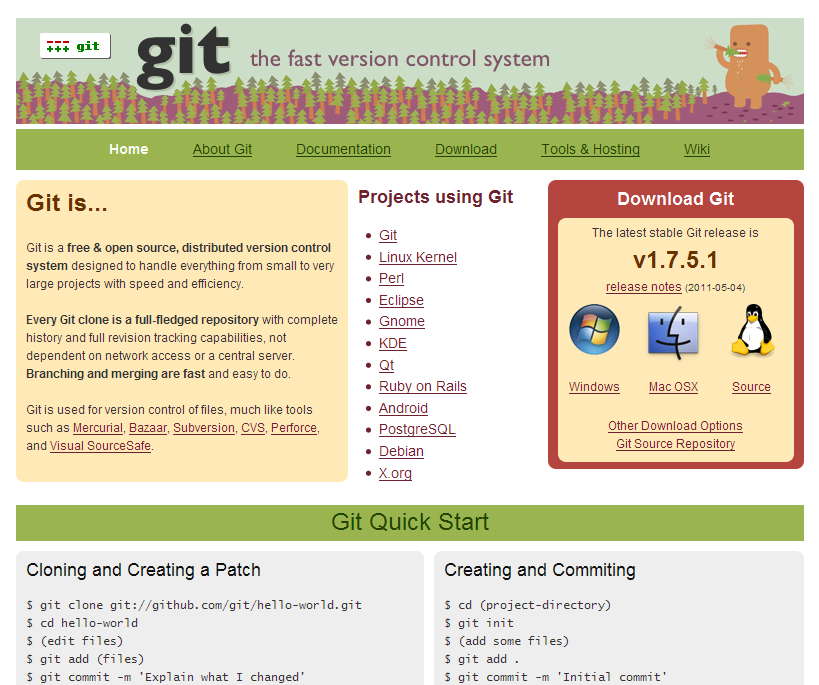 git
git
the fast version control system
Home About Git Documentation Download Tools & Hosting Wiki
Git is...
Git is a free & open source, distributed version control
system designed to handle everything from small to very
large projects with speed and efficiency.
Every Git clone is a full-fledged repository with complete
history and full revision tracking capabilities, not
dependent on network access or a central server.
Branching and merging are fast and easy to do.
Git is used for version control of files, much like tools
such as Mercurial, Bazaar, Subversion, CVS, Perforce,
and Visual SourceSafe.
Projects using Git
Git
Linux Kernel
Perl
Eclipse
Gnome
KDE
Qt
Ruby on Rails
Android
PostgreSQL
Debian
X.org
Download Git
The latest stable Git release is
v1.7.5.1
release notes (2011-05-04)
Windows Mac OSX Source
Other Download Options
Git Source Repository
Git Quick Start
Cloning and Creating a Patch
$ git clone git://github.com/git/hello-world.git
$ cd hello-world
$ (edit files)
$ git add (files)
$ git commit -m 'Explain what I changed'
Creating and Commiting
$ cd (project-directory)
$ git init
$ (add some files)
$ git add .
$ git commit -m 'Initial commit'